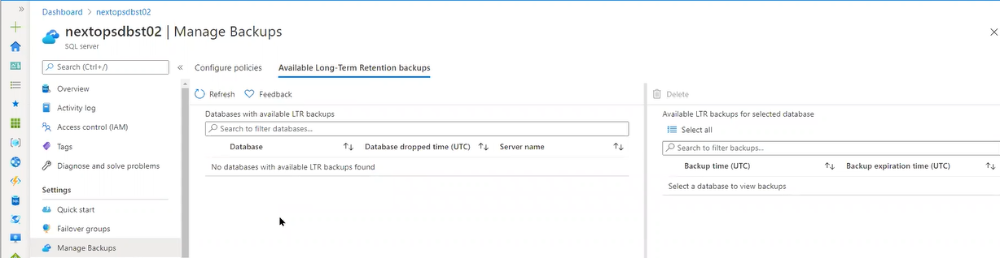 »
Dashboard > nextopsdbst02
nextopsdbst02 | Manage Backups
SQL server
Search (Ctrl+/)
«
Overview
Activity log
Access control (IAM)
Tags
Diagnose and solve problems
Settings
Quick start
Failover groups
Manage Backups
Configure policies
Available Long-Term Retention backups
Refresh
Feedback
Databases with available LTR backups
Search to filter databases...
Database
Database dropped time (UTC)
Server name
No databases with available LTR backups found
Delete
Available LTR backups for selected database
Select all
Search to filter backups...
Backup time (UTC)
Backup expiration time (UTC)
Select a database to view backups